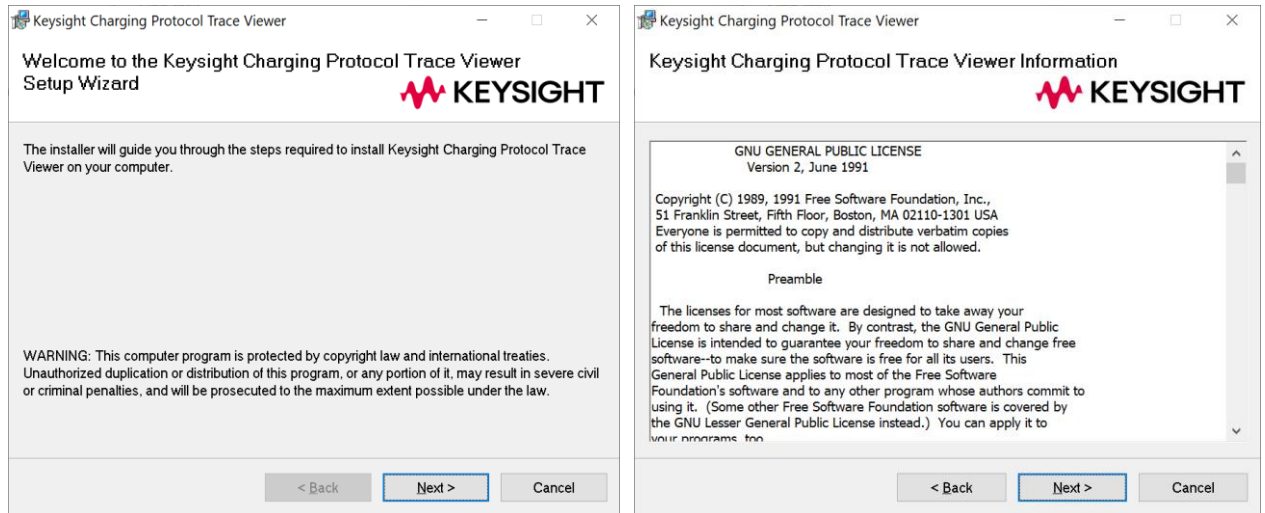 Keysight Charging Protocol Trace Viewer
Welcome to the Keysight Charging Protocol Trace Viewer
Setup Wizard
KEYSIGHT
The installer will guide you through the steps required to install Keysight Charging Protocol Trace
Viewer on your computer.
WARNING: This computer program is protected by copyright law and international treaties.
Unauthorized duplication or distribution of this program, or any portion of it, may result in severe civil
or criminal penalties, and will be prosecuted to the maximum extent possible under the law.
< Back Next > Cancel
Keysight Charging Protocol Trace Viewer
Keysight Charging Protocol Trace Viewer Information
KEYSIGHT
GNU GENERAL PUBLIC LICENSE
Version 2, June 1991
Copyright (C) 1989, 1991 Free Software Foundation, Inc.,
51 Franklin Street, Fifth Floor, Boston, MA 02110-1301 USA
Everyone is permitted to copy and distribute verbatim copies
of this license document, but changing it is not allowed.
Preamble
The licenses for most software are designed to take away your
freedom to share and change it. By contrast, the GNU General Public
License is intended to guarantee your freedom to share and change free
software--to make sure the software is free for all its users. This
General Public License applies to most of the Free Software
Foundation's software and to any other program whose authors commit to
using it. (Some other Free Software Foundation software is covered by
the GNU Lesser General Public License instead.) You can apply it to
your programs, too
< Back Next > Cancel